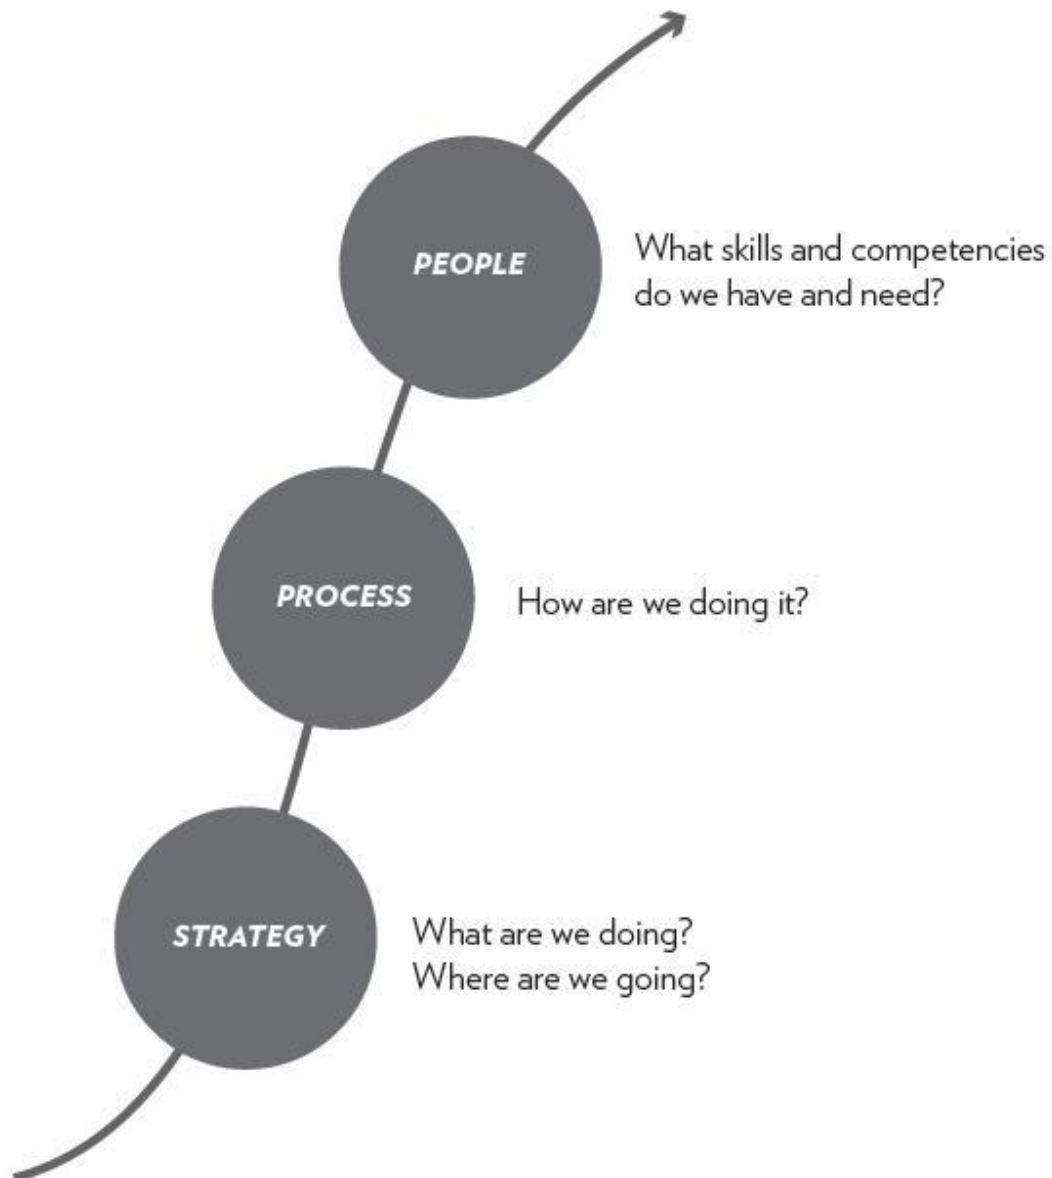 PEOPLE
What skills and competencies
do we have and need?
PROCESS
How are we doing it?
STRATEGY
What are we doing?
Where are we going?